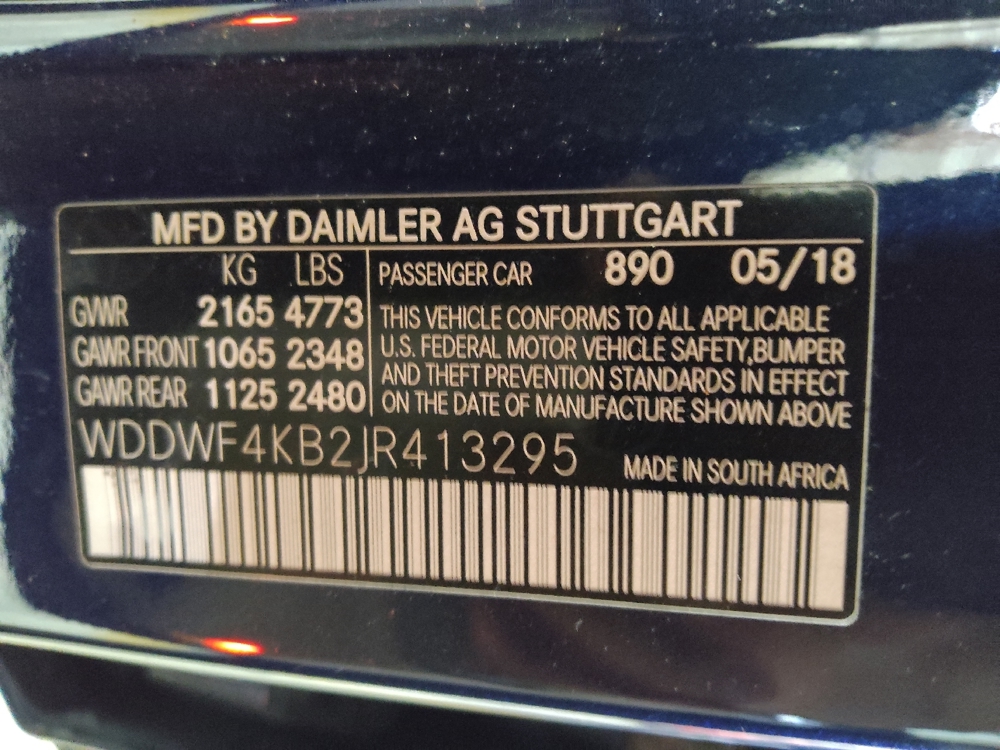 MFD BY DAIMLER AG STUTTGART
KG LBS
GVWR 2165 4773
GAWR FRONT 1065 2348
GAWR REAR 1125 2480
PASSENGER CAR 890 05/18
THIS VEHICLE CONFORMS TO ALL APPLICABLE
U.S. FEDERAL MOTOR VEHICLE SAFETY,BUMPER
AND THEFT PREVENTION STANDARDS IN EFFECT
ON THE DATE OF MANUFACTURE SHOWN ABOVE
WDDWF4KB2JR413295
MADE IN SOUTH AFRICA